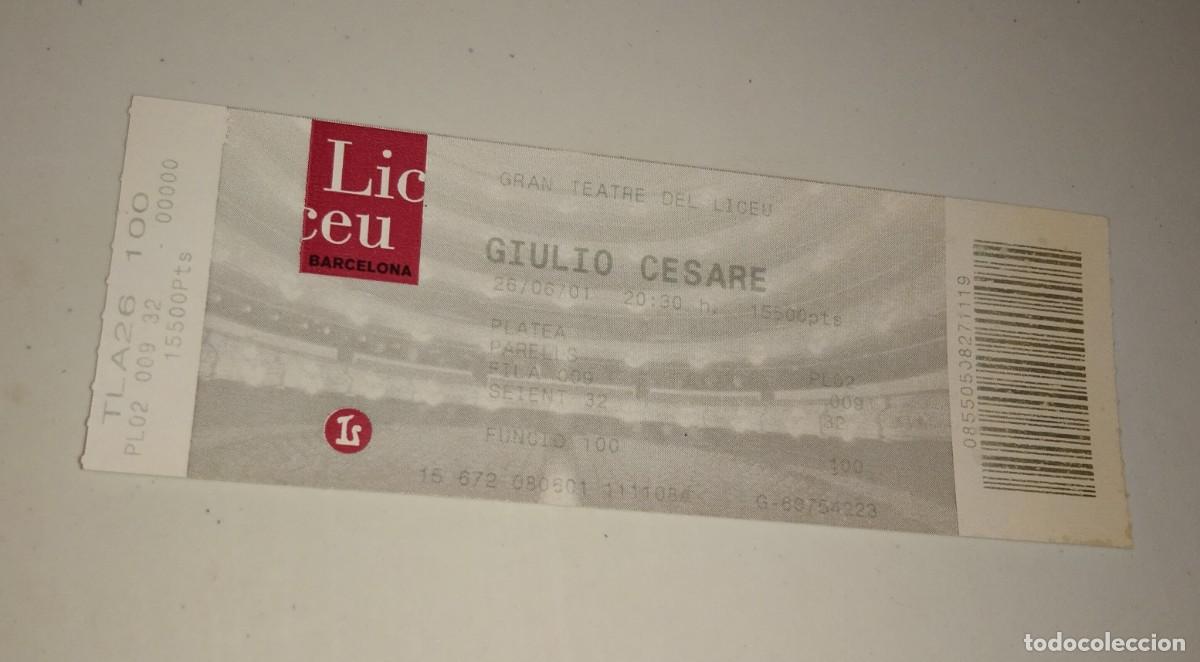 TLA26 100
PL02 009 32
15500Pts 00000
Lic
ceu
BARCELONA
GRAN TEATRE DEL LICEU
GIULIO CESARE
26/06/01 20:30 h. 15500pts
PLATEA
PARELLS
FILA 009 PL02
SEIENT 32 009
32
FUNCIO 100 100
15 672 080601 1111084 G-69754223
08550538271119
todocoleccion